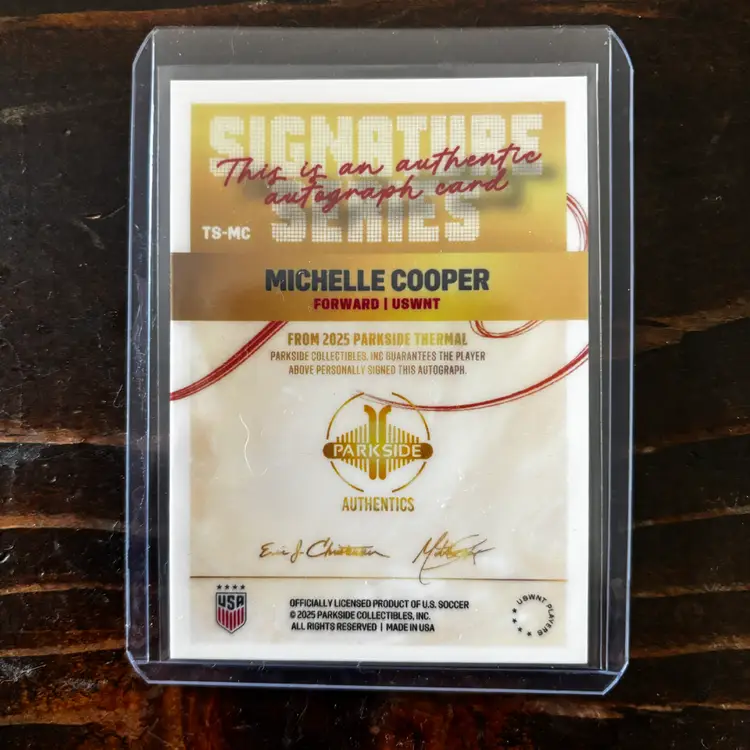 SIGNATURE
This is an authentic
autograph card
SERIES
TS-MC
MICHELLE COOPER
FORWARD | USWNT
FROM 2025 PARKSIDE THERMAL
PARKSIDE COLLECTIBLES, INC GUARANTEES THE PLAYER
ABOVE PERSONALLY SIGNED THIS AUTOGRAPH.
PARKSIDE
AUTHENTICS
Eric J.
USA
OFFICIALLY LICENSED PRODUCT OF U.S. SOCCER
© 2025 PARKSIDE COLLECTIBLES, INC.
ALL RIGHTS RESERVED | MADE IN USA
USWNT PLAYERS